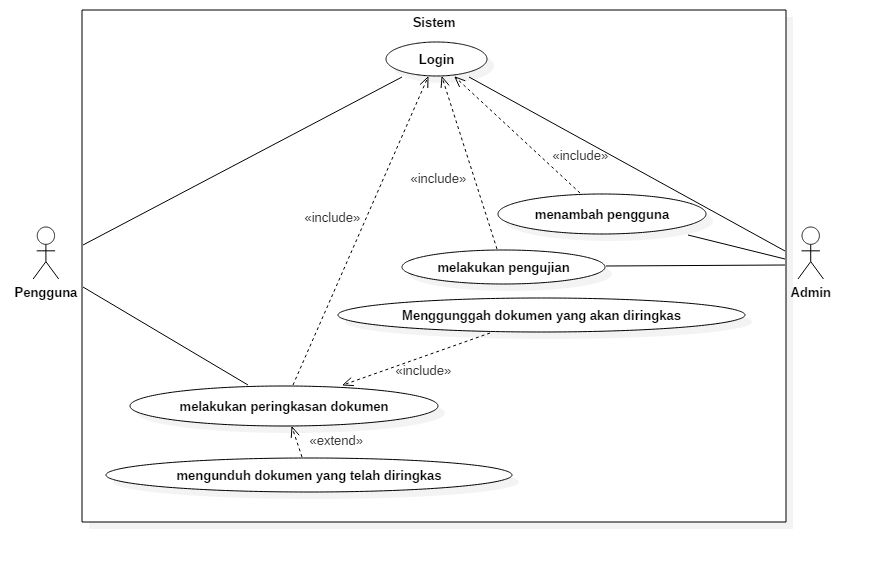 Sistem
Login
«include»
«include»
menambah pengguna
«include»
melakukan pengujian
Pengguna
Admin
Menggunggah dokumen yang akan diringkas
«include»
melakukan peringkasan dokumen
«extend»
mengunduh dokumen yang telah diringkas